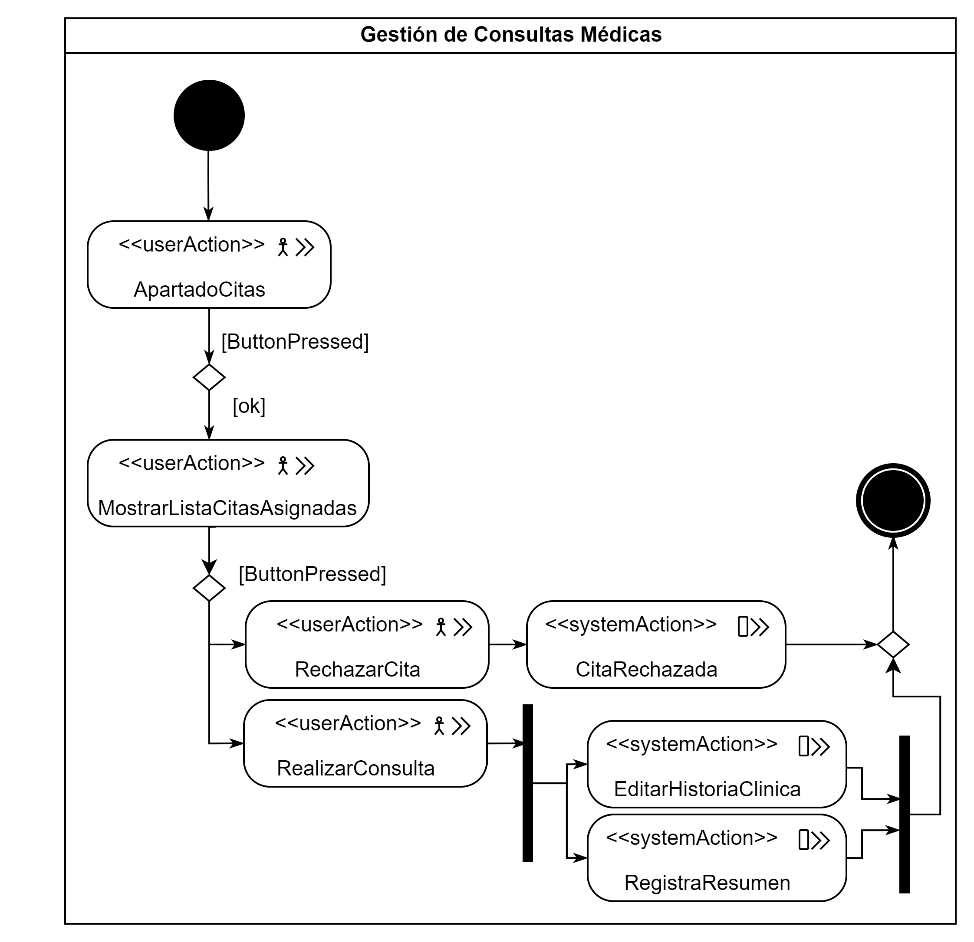 Gestión de Consultas Médicas
<<userAction>>
ApartadoCitas
[ButtonPressed]
[ok]
<<userAction>>
MostrarListaCitasAsignadas
[ButtonPressed]
<<userAction>>
RechazarCita
<<systemAction>>
CitaRechazada
<<userAction>>
RealizarConsulta
<<systemAction>>
EditarHistoriaClinica
<<systemAction>>
RegistraResumen